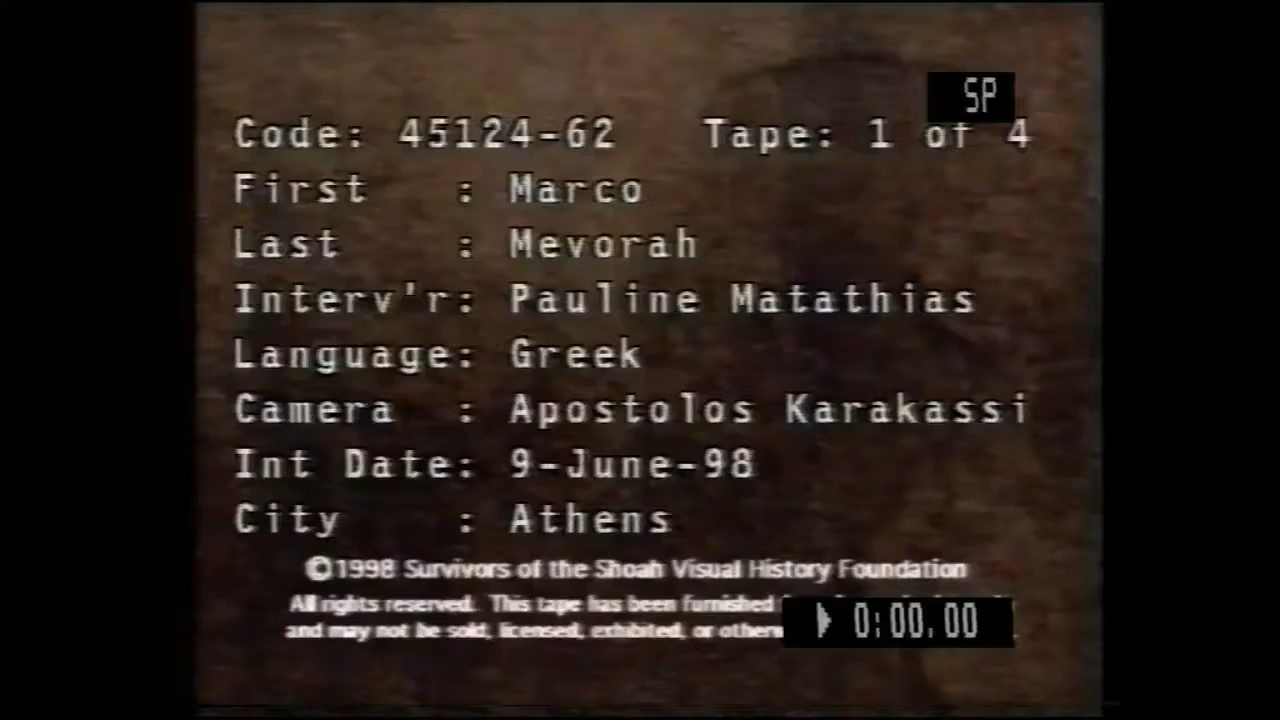 SP
Code: 45124-62 Tape: 1 of 4
First : Marco
Last : Mevorah
Interv'r: Pauline Matathias
Language: Greek
Camera : Apostolos Karakassi
Int Date: 9-June-98
City : Athens
©1998 Survivors of the Shoah Visual History Foundation
All rights reserved. This tape has been furnished
and may not be sold, licensed, exhibited, or
0:00.00